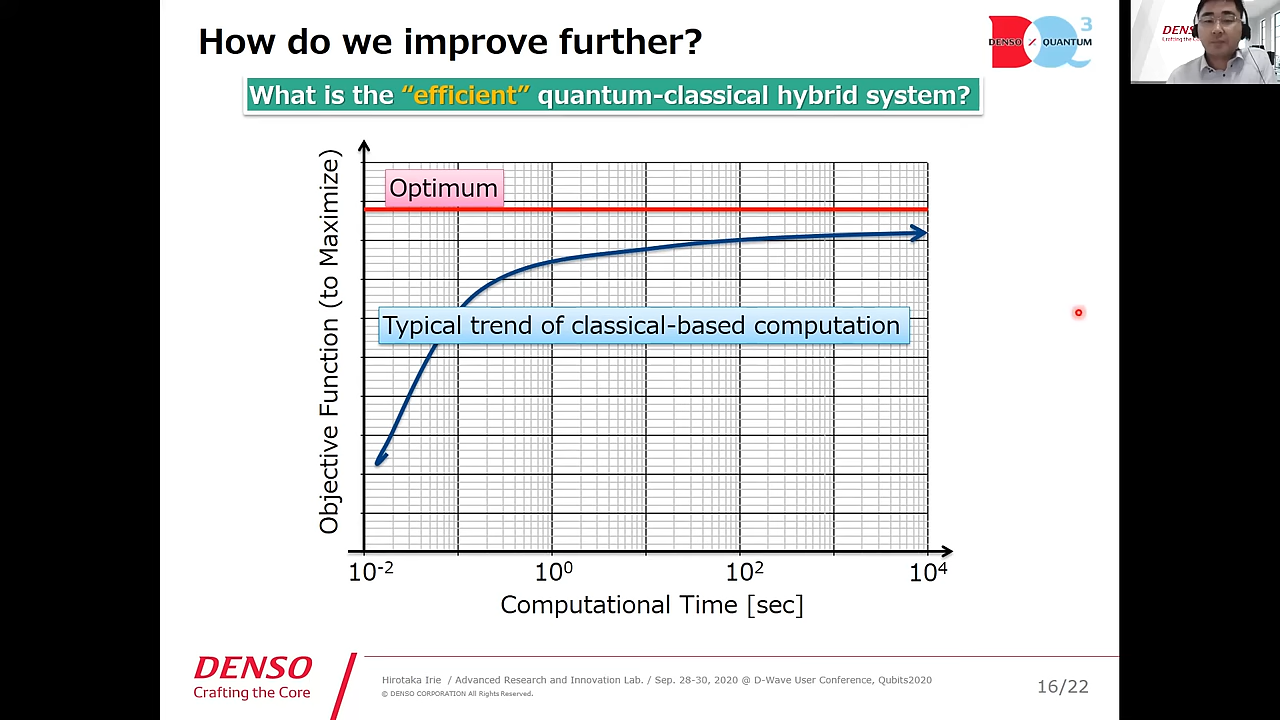 How do we improve further?
DENSO × QUANTUM 3
What is the “efficient” quantum-classical hybrid system?
Objective Function (to Maximize)
Optimum
Typical trend of classical-based computation
10-2 100 102 104
Computational Time [sec]
DENSO
Crafting the Core
Hirotaka Irie / Advanced Research and Innovation Lab. / Sep. 28-30, 2020 @ D-Wave User Conference, Qubits2020
© DENSO CORPORATION All Rights Reserved.
16/22